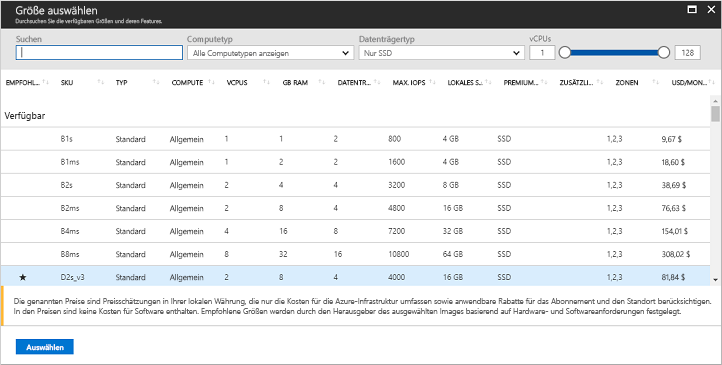 Größe auswählen
Durchsuchen Sie die verfügbaren Größen und deren Features.
Suchen Computetyp Datenträgertyp vCPUs
Alle Computetypen anzeigen Nur SSD 1 128
EMPFOHL... SKU TYP COMPUTE VCPUS GB RAM DATENTR... MAX. IOPS LOKALES S... PREMIUM... ZUSÄTZLI... ZONEN USD/MON...
Verfügbar
B1s Standard Allgemein 1 1 2 800 4 GB SSD 1,2,3 9,67 $
B1ms Standard Allgemein 1 2 2 1600 4 GB SSD 1,2,3 18,60 $
B2s Standard Allgemein 2 4 4 3200 8 GB SSD 1,2,3 38,69 $
B2ms Standard Allgemein 2 8 4 4800 16 GB SSD 1,2,3 76,63 $
B4ms Standard Allgemein 4 16 8 7200 32 GB SSD 1,2,3 154,01 $
B8ms Standard Allgemein 8 32 16 10800 64 GB SSD 1,2,3 308,02 $
★ D2s_v3 Standard Allgemein 2 8 4 4000 16 GB SSD 1,2,3 81,84 $
Die genannten Preise sind Preisschätzungen in Ihrer lokalen Währung, die nur die Kosten für die Azure-Infrastruktur umfassen sowie anwendbare Rabatte für das Abonnement und den Standort berücksichtigen.
In den Preisen sind keine Kosten für Software enthalten. Empfohlene Größen werden durch den Herausgeber des ausgewählten Images basierend auf Hardware- und Softwareanforderungen festgelegt.
Auswählen